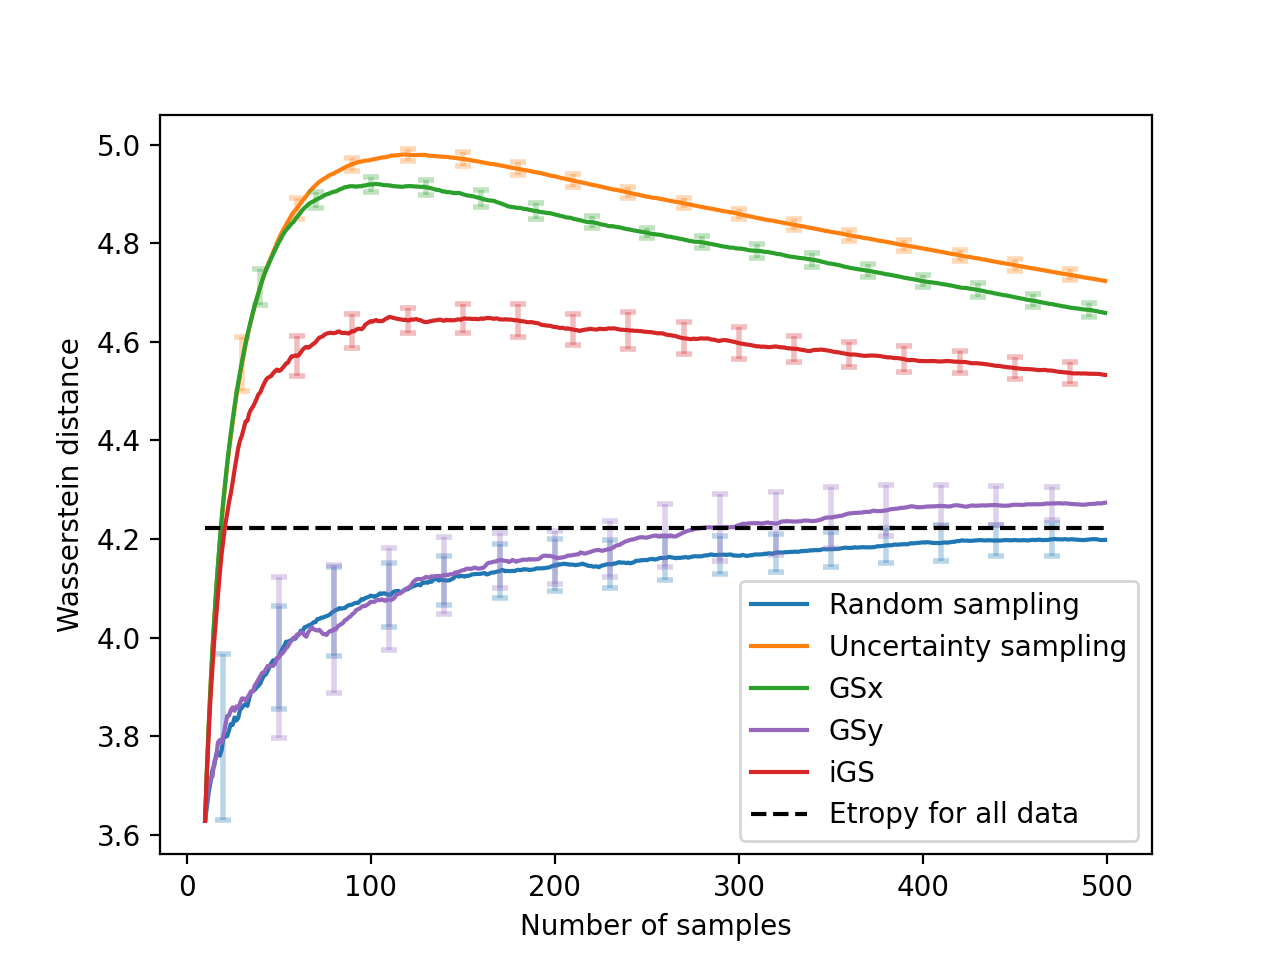 5.0
4.8
4.6
4.4
4.2
4.0
3.8
3.6
Wasserstein distance
Random sampling
Uncertainty sampling
GSx
GSy
iGS
Etropy for all data
0 100 200 300 400 500
Number of samples